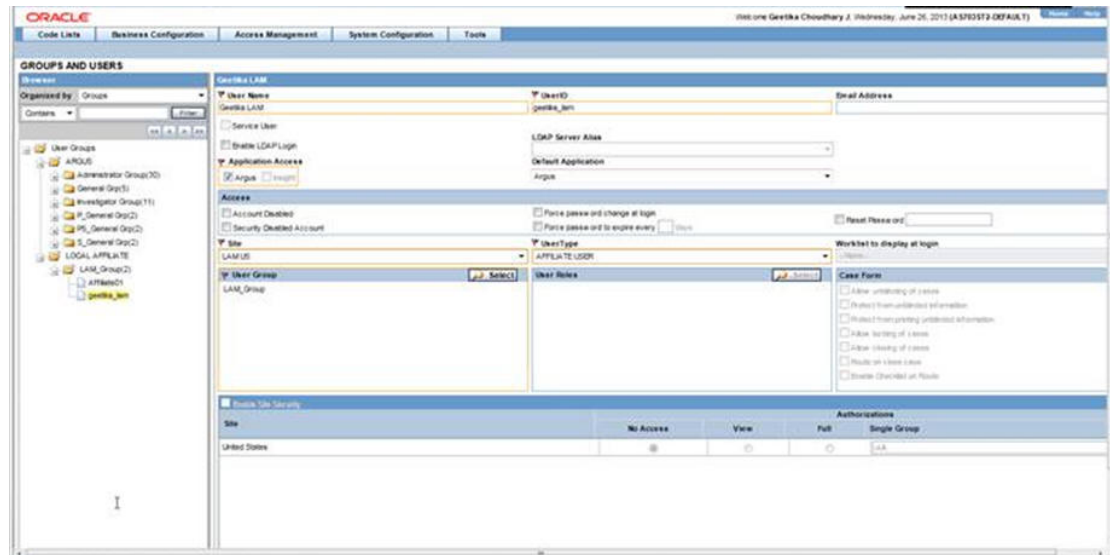 ORACLE
Welcome Geetika Choudhary J. Wednesday, June 26, 2013 (AS703ST2-DEFAULT)
Home Help
Code Lists Business Configuration Access Management System Configuration Tools
GROUPS AND USERS
Browser
Organized by Groups
Contains Filter
User Groups
ARGUS
Administrator Group(30)
General Grp(5)
Investigator Group(11)
P_General Grp(2)
PS_General Grp(2)
S_General Grp(2)
LOCAL AFFILIATE
LAM_Group(2)
Affiliate01
geetika_lam
Geetika LAM
User Name UserID Email Address
Geetika LAM geetika_lam
Service User
Enable LDAP Login
LDAP Server Alias
Application Access Default Application
Argus Insight Argus
Access
Account Disabled Force password change at login
Security Disabled Account Force password to expire every days
Reset Password
Site UserType Worklist to display at login
LAM US AFFILIATE USER
User Group Select User Roles Select Case Form
LAM_Group
Allow unblinding of cases
Protect from unblinded information
Protect from printing unblinded information
Allow locking of cases
Allow closing of cases
Route on close case
Enable Checklist on Route
Enable Site Security
Authorizations
Site No Access View Full Single Group
United States